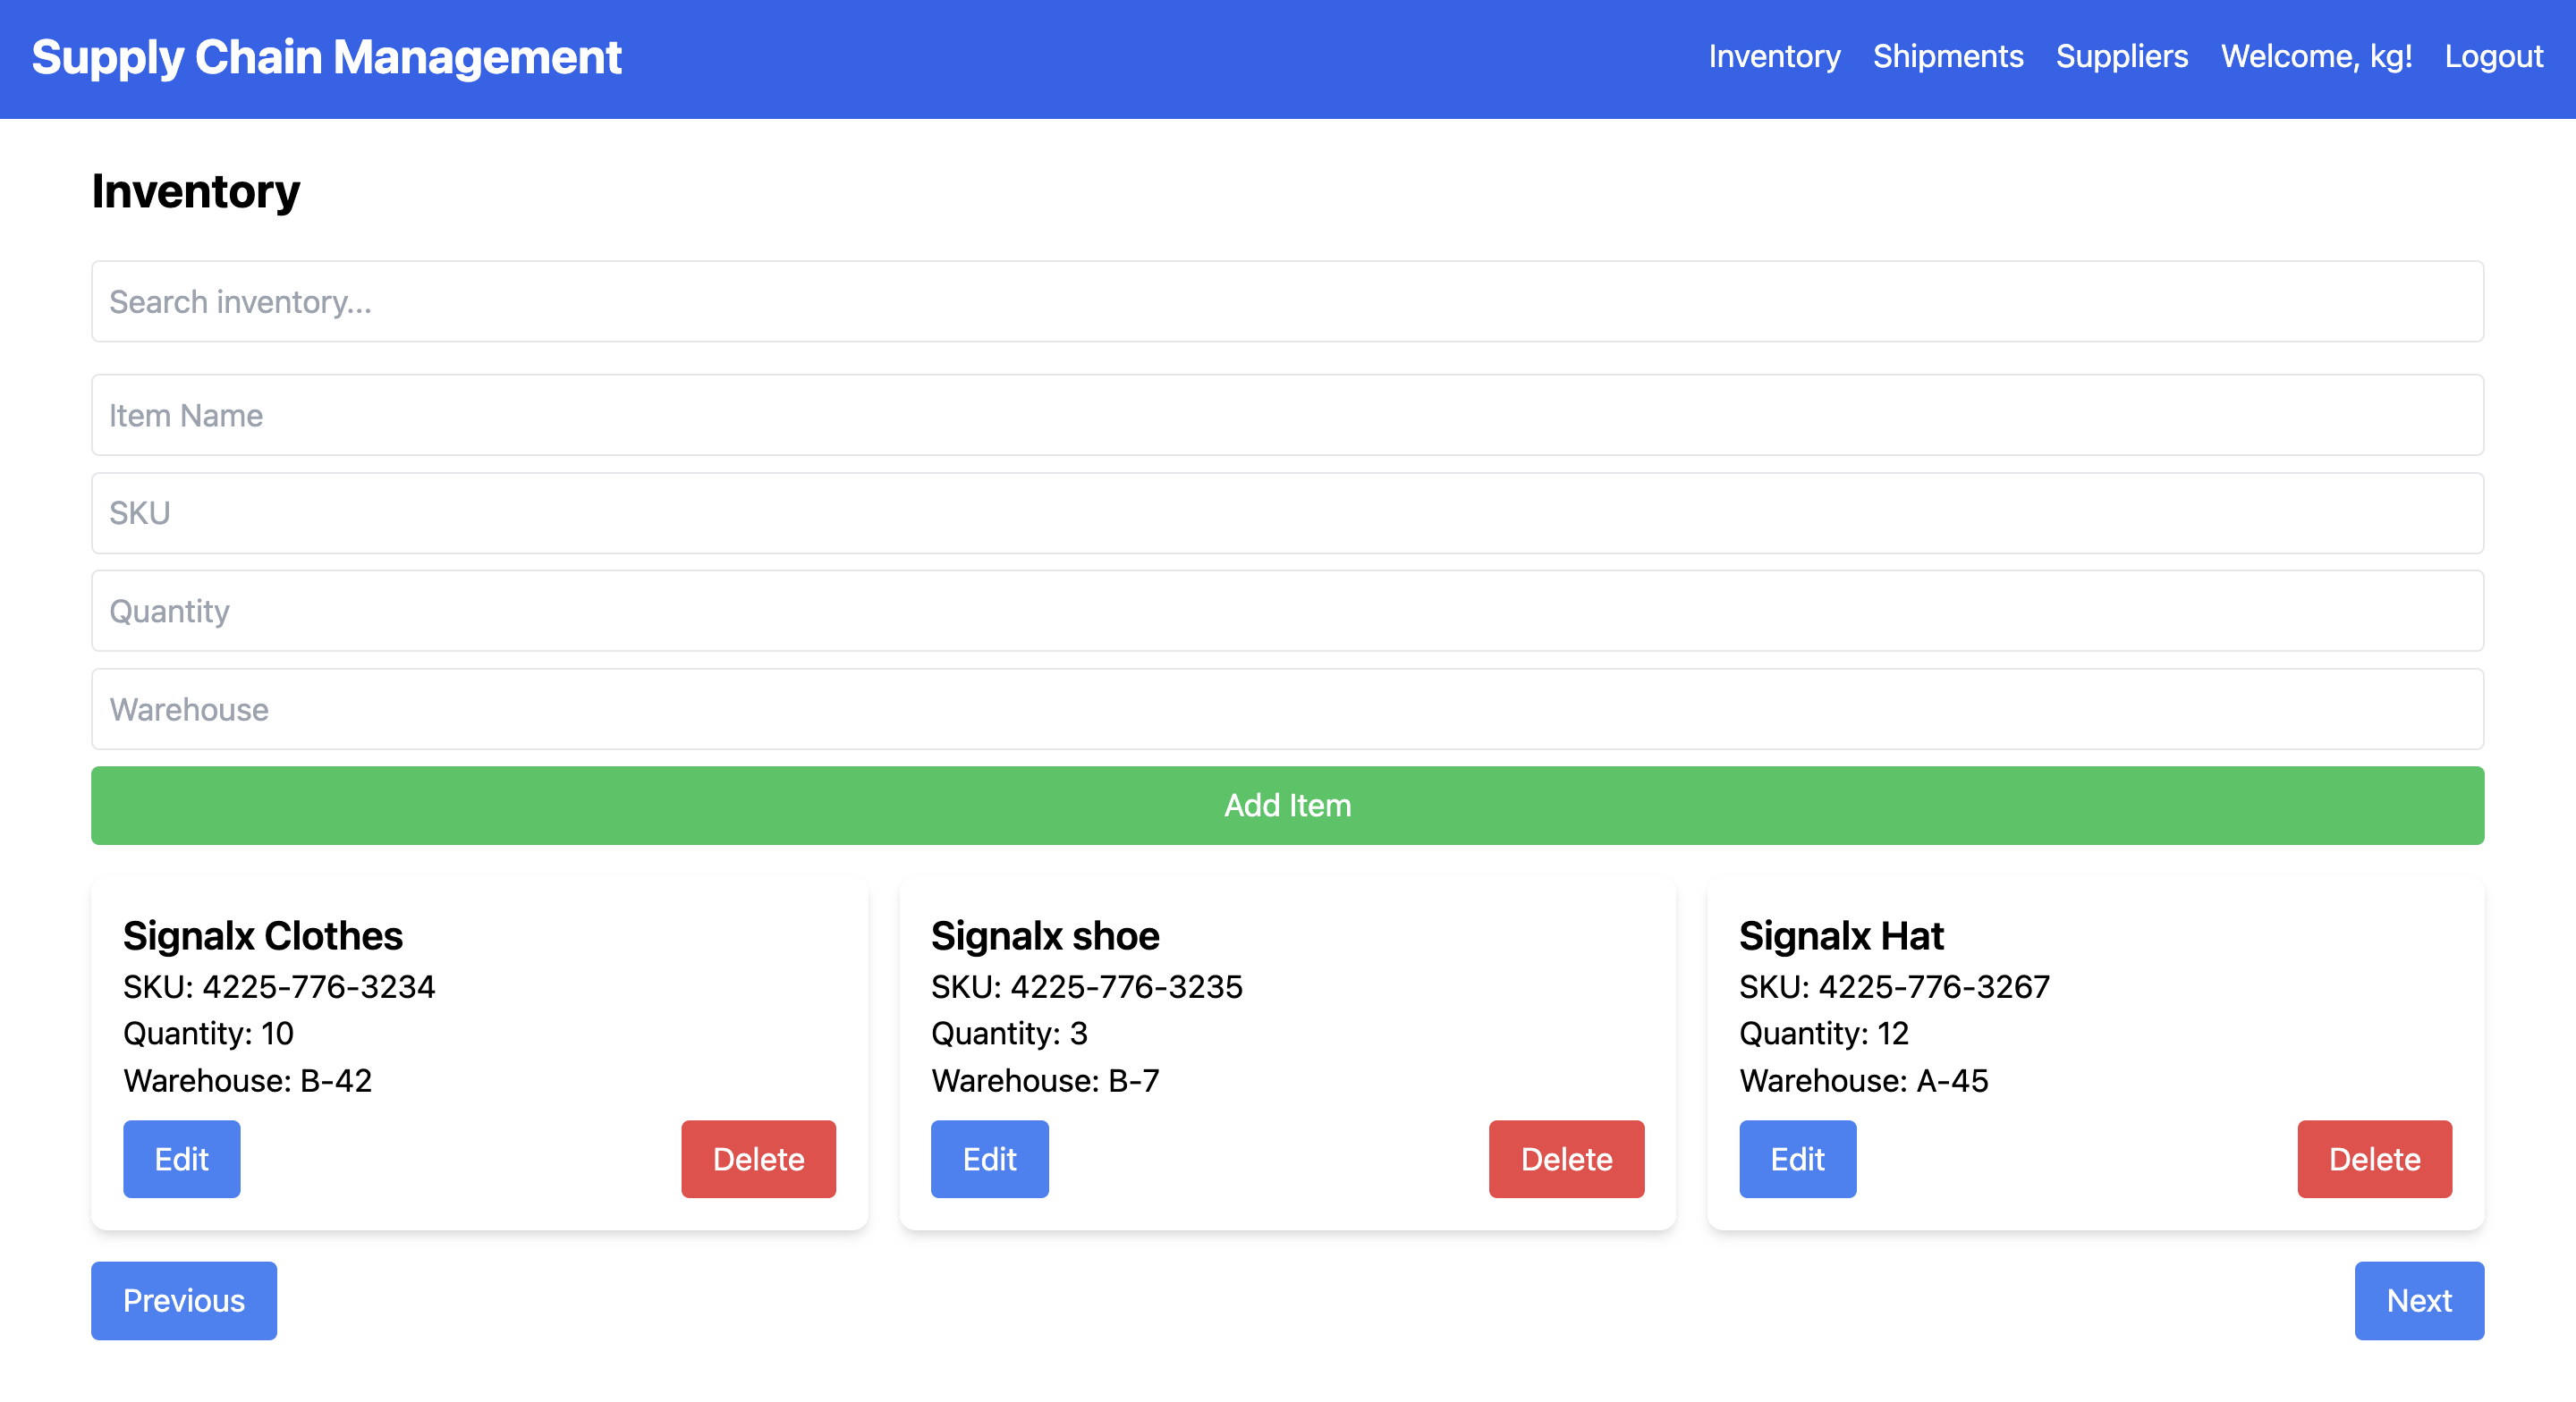 Supply Chain Management
Inventory Shipments Suppliers Welcome, kg! Logout
Inventory
Search inventory...
Item Name
SKU
Quantity
Warehouse
Add Item
Signalx Clothes
SKU: 4225-776-3234
Quantity: 10
Warehouse: B-42
Edit Delete
Signalx shoe
SKU: 4225-776-3235
Quantity: 3
Warehouse: B-7
Edit Delete
Signalx Hat
SKU: 4225-776-3267
Quantity: 12
Warehouse: A-45
Edit Delete
Previous Next